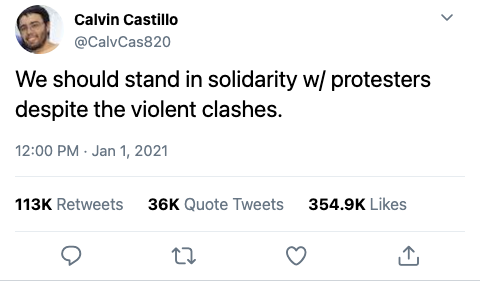 Calvin Castillo
@CalvCas820
We should stand in solidarity w/ protesters
despite the violent clashes.
12:00 PM · Jan 1, 2021
113K Retweets 36K Quote Tweets 354.9K Likes